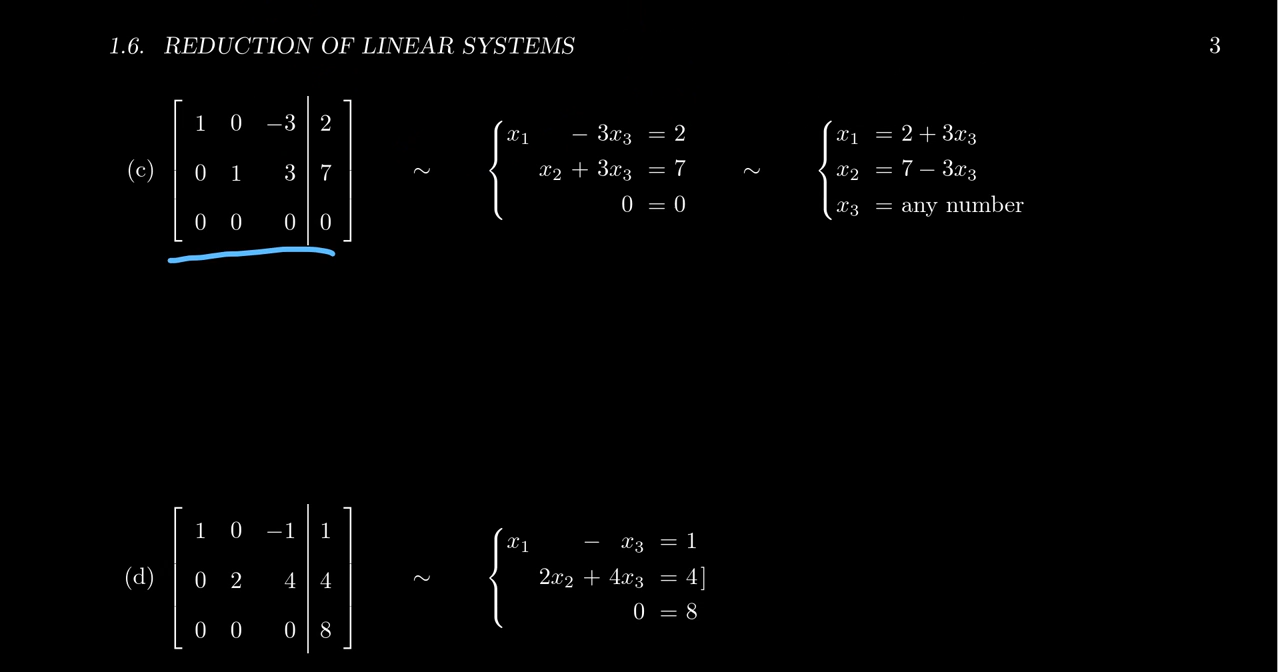 1.6. REDUCTION OF LINEAR SYSTEMS 3
(c) [ 1 0 −3 | 2 ]
[ 0 1 3 | 7 ]
[ 0 0 0 | 0 ]
∼
{ x₁ − 3x₃ = 2
x₂ + 3x₃ = 7
0 = 0
∼
{ x₁ = 2 + 3x₃
x₂ = 7 − 3x₃
x₃ = any number
(d) [ 1 0 −1 | 1 ]
[ 0 2 4 | 4 ]
[ 0 0 0 | 8 ]
∼
{ x₁ − x₃ = 1
2x₂ + 4x₃ = 4]
0 = 8